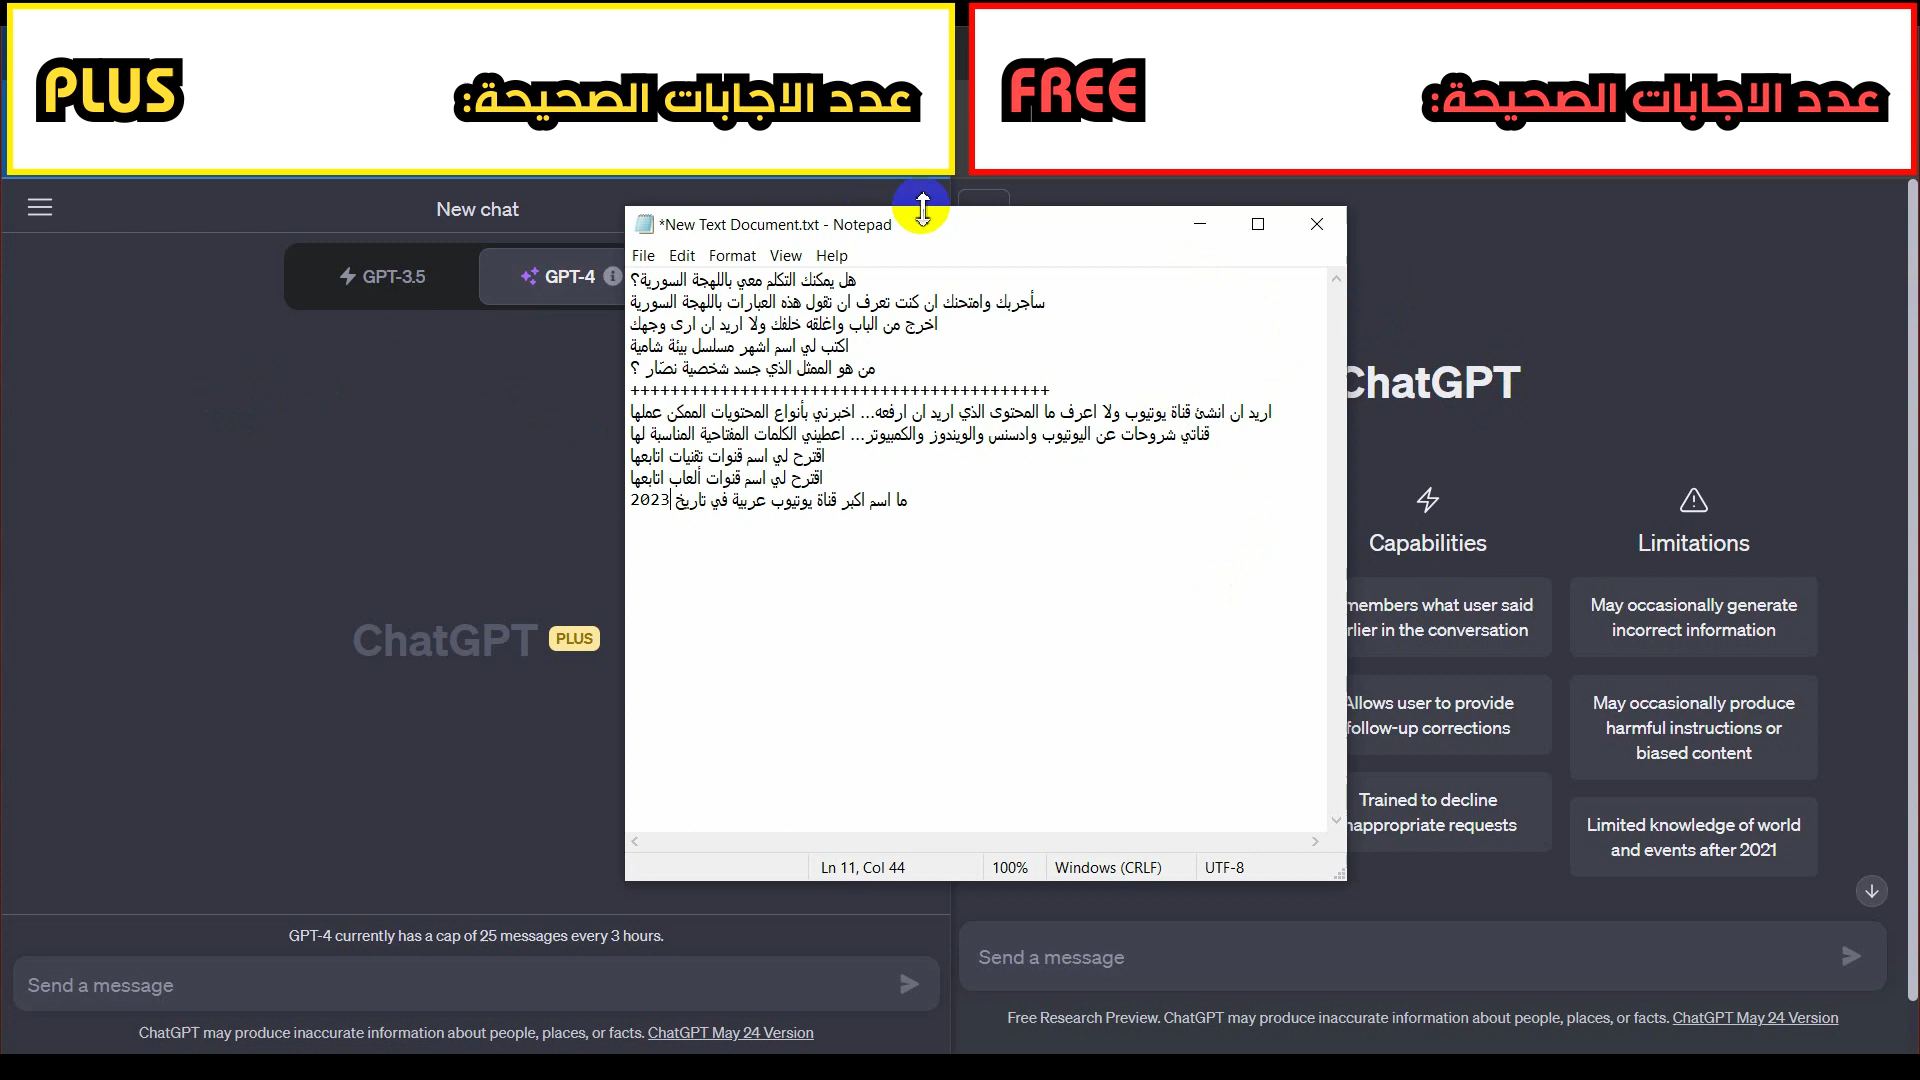 PLUS
عدد الاجابات الصحيحة:
FREE
عدد الاجابات الصحيحة:
New chat
GPT-3.5
GPT-4
ChatGPT PLUS
*New Text Document.txt - Notepad
File Edit Format View Help
هل يمكنك التكلم معي باللهجة السورية؟
سأجربك وامتحنك ان كنت تعرف ان تقول هذه العبارات باللهجة السورية
اخرج من الباب واغلقه خلفك ولا اريد ان ارى وجهك
اكتب لي اسم اشهر مسلسل بيئة شامية
من هو الممثل الذي جسد شخصية نصّار ؟
++++++++++++++++++++++++++++++++++++++++++
اريد ان انشئ قناة يوتيوب ولا اعرف ما المحتوى الذي اريد ان ارفعه... اخبرني بأنواع المحتويات الممكن عملها
قناتي شروحات عن اليوتيوب وادسنس والويندوز والكمبيوتر... اعطيني الكلمات المفتاحية المناسبة لها
اقترح لي اسم قنوات تقنيات اتابعها
اقترح لي اسم قنوات ألعاب اتابعها
ما اسم اكبر قناة يوتيوب عربية في تاريخ 2023
Ln 11, Col 44
100%
Windows (CRLF)
UTF-8
ChatGPT
Capabilities
members what user said
rlier in the conversation
Allows user to provide
follow-up corrections
Trained to decline
nappropriate requests
Limitations
May occasionally generate
incorrect information
May occasionally produce
harmful instructions or
biased content
Limited knowledge of world
and events after 2021
GPT-4 currently has a cap of 25 messages every 3 hours.
Send a message
ChatGPT may produce inaccurate information about people, places, or facts. ChatGPT May 24 Version
Send a message
Free Research Preview. ChatGPT may produce inaccurate information about people, places, or facts. ChatGPT May 24 Version